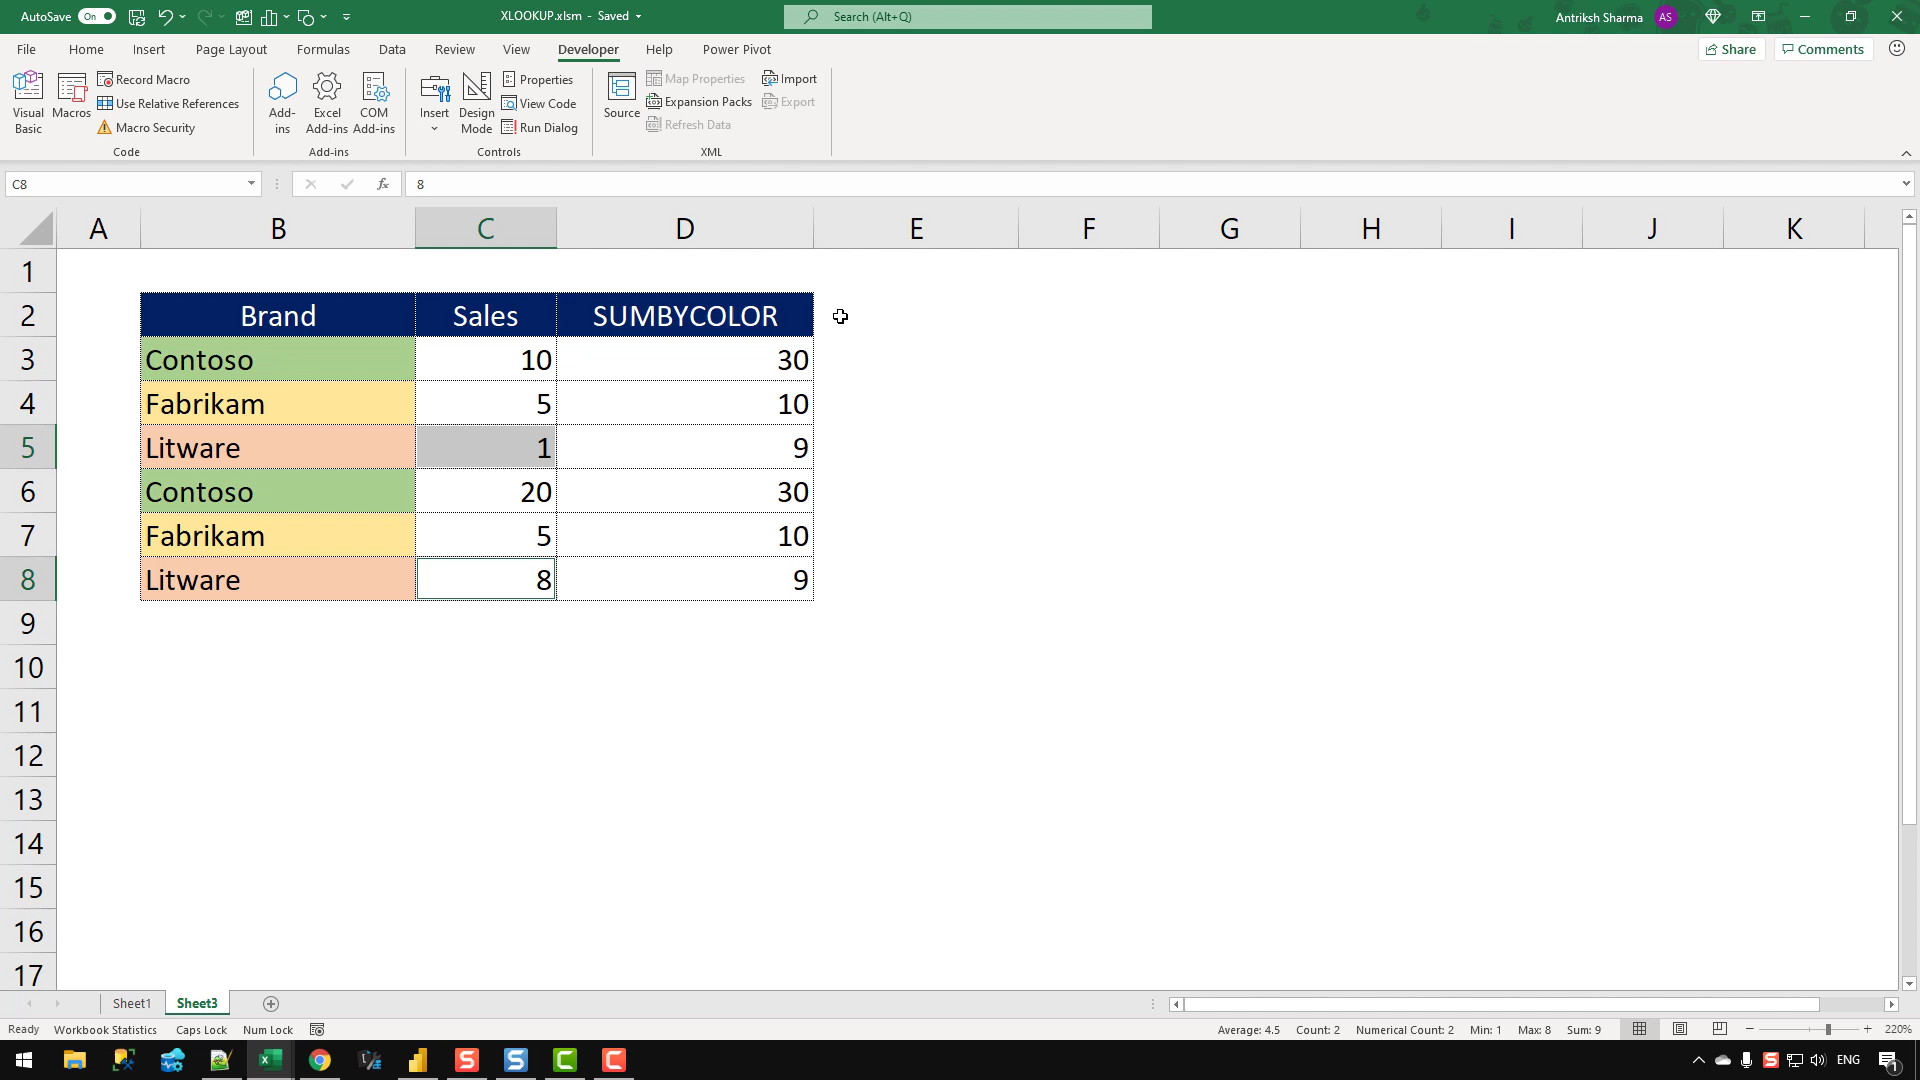 AutoSave On XLOOKUP.xlsm - Saved Search (Alt+Q) Antriksh Sharma AS
File Home Insert Page Layout Formulas Data Review View Developer Help Power Pivot Share Comments
Visual Basic
Macros
Record Macro
Use Relative References
Macro Security
Code
Add-ins
Excel Add-ins
COM Add-ins
Add-ins
Insert
Design Mode
Properties
View Code
Run Dialog
Controls
Source
Map Properties
Expansion Packs
Refresh Data
Import
Export
XML
C8 fx 8
A B C D E F G H I J K
1
2 Brand Sales SUMBYCOLOR
3 Contoso 10 30
4 Fabrikam 5 10
5 Litware 1 9
6 Contoso 20 30
7 Fabrikam 5 10
8 Litware 8 9
9
10
11
12
13
14
15
16
17
Sheet1 Sheet3
Ready Workbook Statistics Caps Lock Num Lock Average: 4.5 Count: 2 Numerical Count: 2 Min: 1 Max: 8 Sum: 9 220%
S S C C S ENG 1